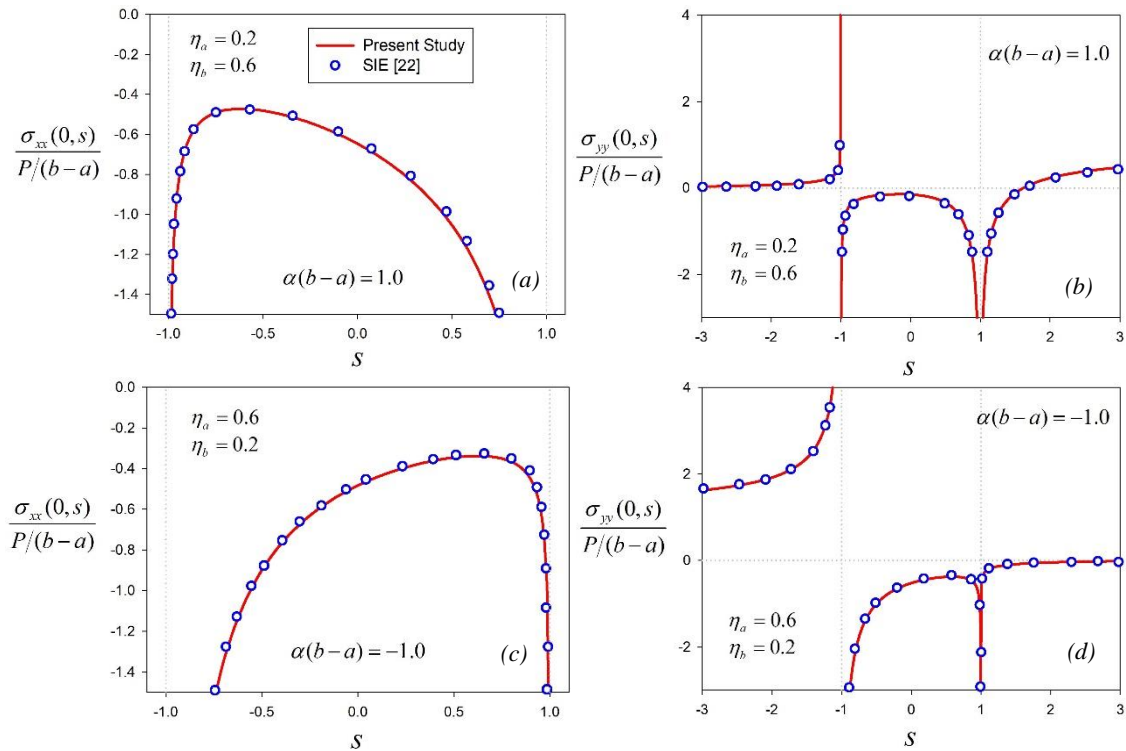 0.0
-0.2
-0.4
-0.6
-0.8
-1.0
-1.2
-1.4
σxx(0,s)
P/(b−a)
ηa = 0.2
ηb = 0.6
Present Study
SIE [22]
α(b−a) = 1.0
(a)
-1.0 -0.5 0.0 0.5 1.0
s
4
2
0
-2
σyy(0,s)
P/(b−a)
α(b−a) = 1.0
ηa = 0.2
ηb = 0.6
(b)
-3 -2 -1 0 1 2 3
s
0.0
-0.2
-0.4
-0.6
-0.8
-1.0
-1.2
-1.4
σxx(0,s)
P/(b−a)
ηa = 0.6
ηb = 0.2
α(b−a) = −1.0
(c)
-1.0 -0.5 0.0 0.5 1.0
s
4
2
0
-2
σyy(0,s)
P/(b−a)
α(b−a) = −1.0
ηa = 0.6
ηb = 0.2
(d)
-3 -2 -1 0 1 2 3
s